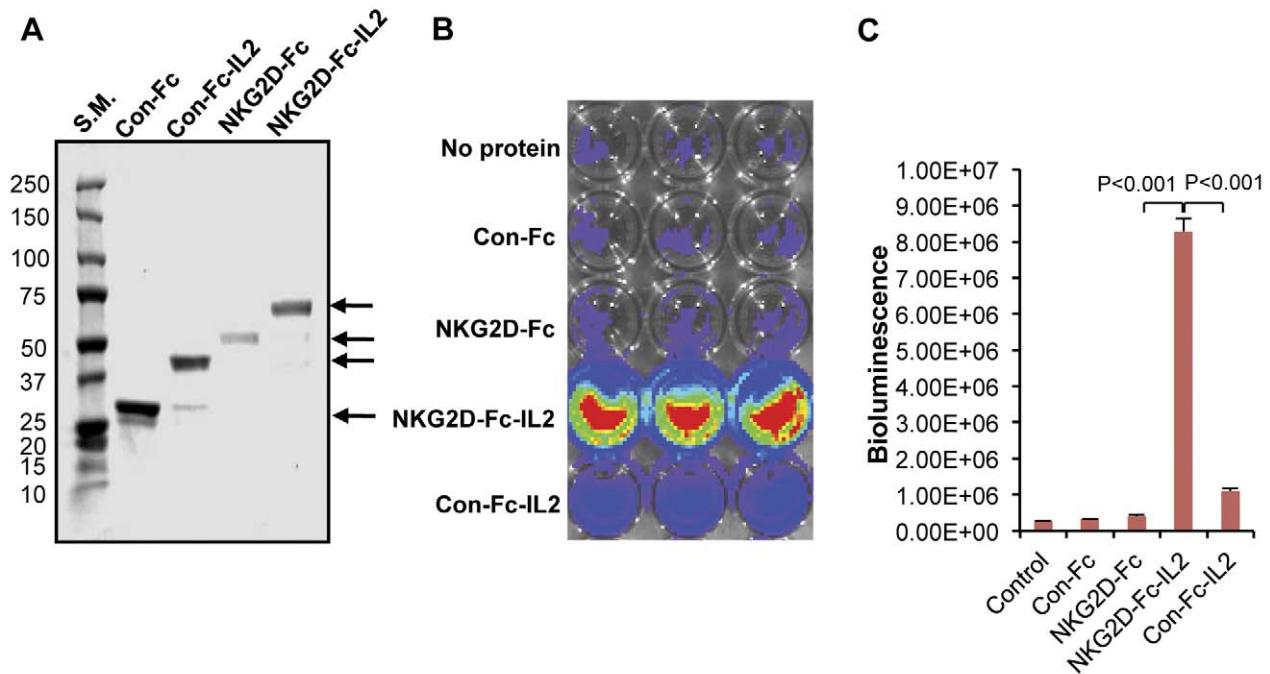 A
S.M.
Con-Fc
Con-Fc-IL2
NKG2D-Fc
NKG2D-Fc-IL2
250
150
100
75
50
37
25
20
15
10
B
No protein
Con-Fc
NKG2D-Fc
NKG2D-Fc-IL2
Con-Fc-IL2
C
Bioluminescence
1.00E+07
9.00E+06
8.00E+06
7.00E+06
6.00E+06
5.00E+06
4.00E+06
3.00E+06
2.00E+06
1.00E+06
0.00E+00
P<0.001 P<0.001
Control
Con-Fc
NKG2D-Fc
NKG2D-Fc-IL2
Con-Fc-IL2